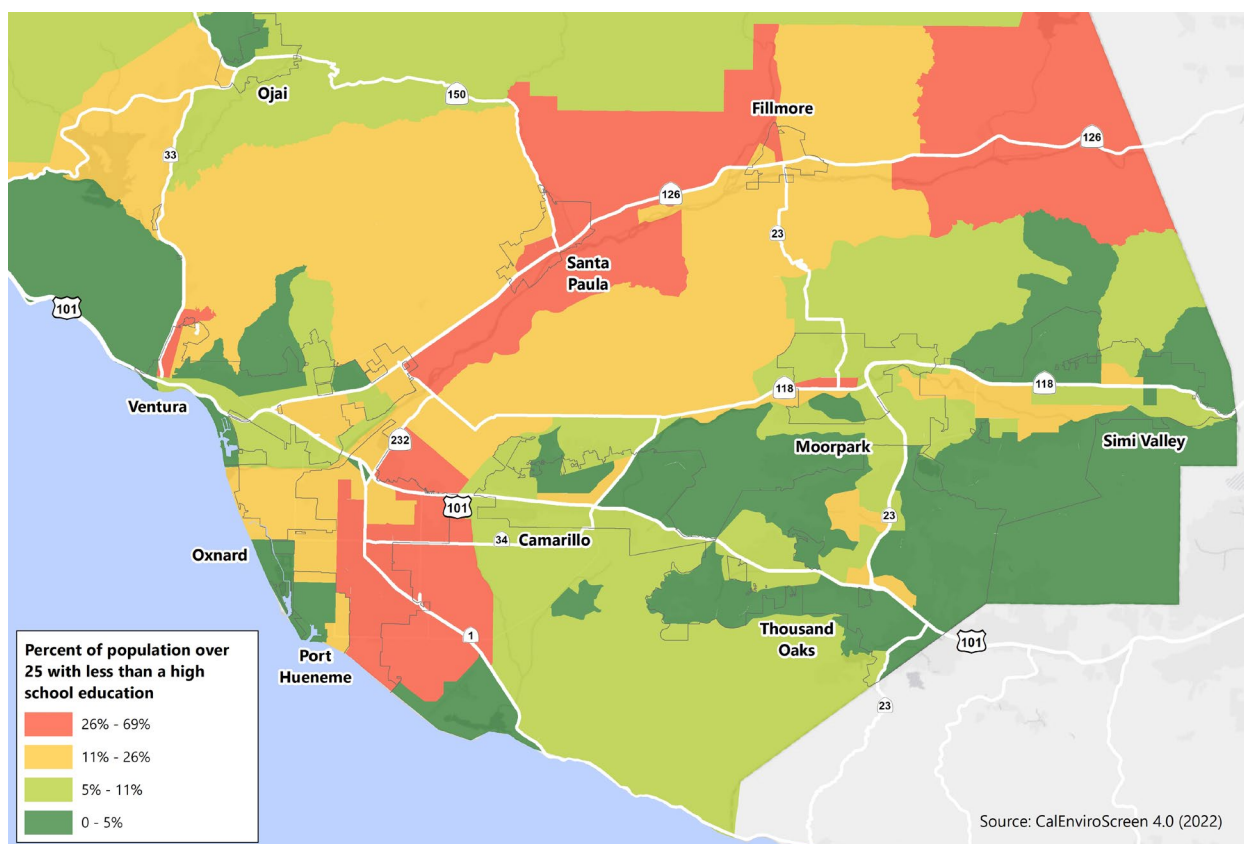 Ojai
150
Fillmore
33
126
126
23
Santa
Paula
101
118
118
Ventura
232
Moorpark
Simi Valley
101
23
Oxnard
34
Camarillo
1
Thousand
Oaks
101
Port
Hueneme
23
Percent of population over
25 with less than a high
school education
26% - 69%
11% - 26%
5% - 11%
0 - 5%
Source: CalEnviroScreen 4.0 (2022)